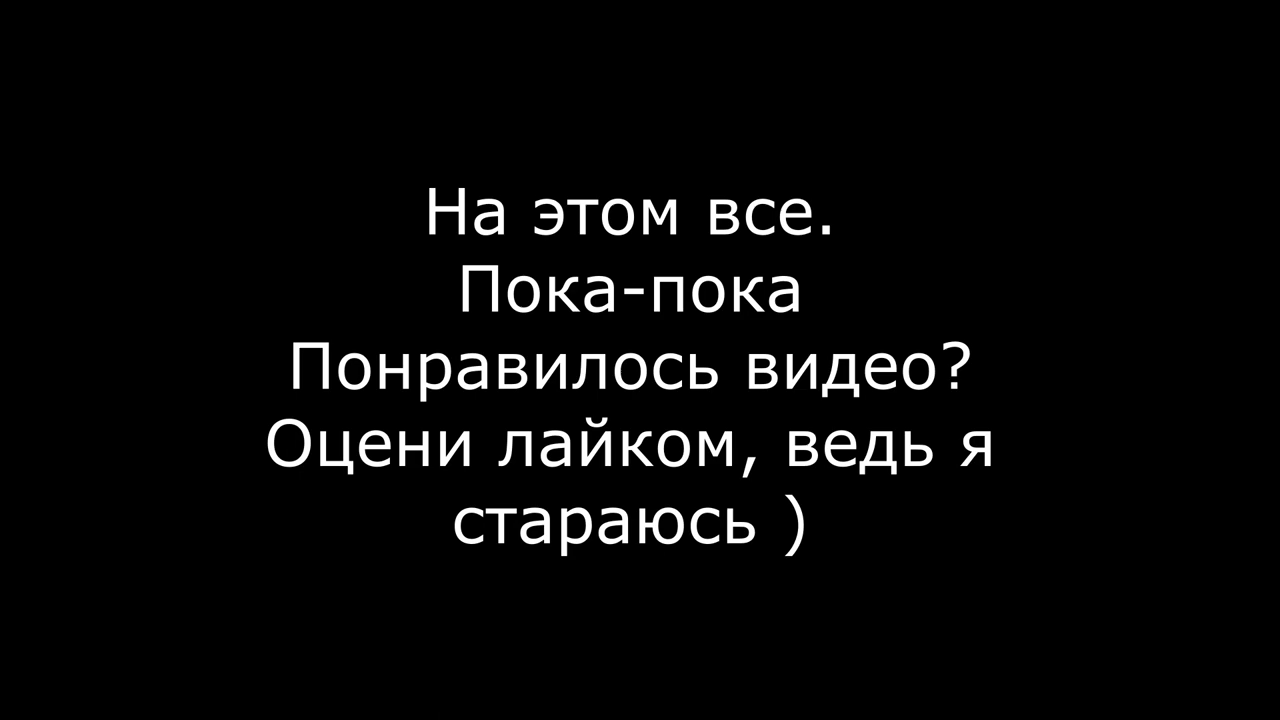 На этом все.
Пока-пока
Понравилось видео?
Оцени лайком, ведь я
стараюсь )